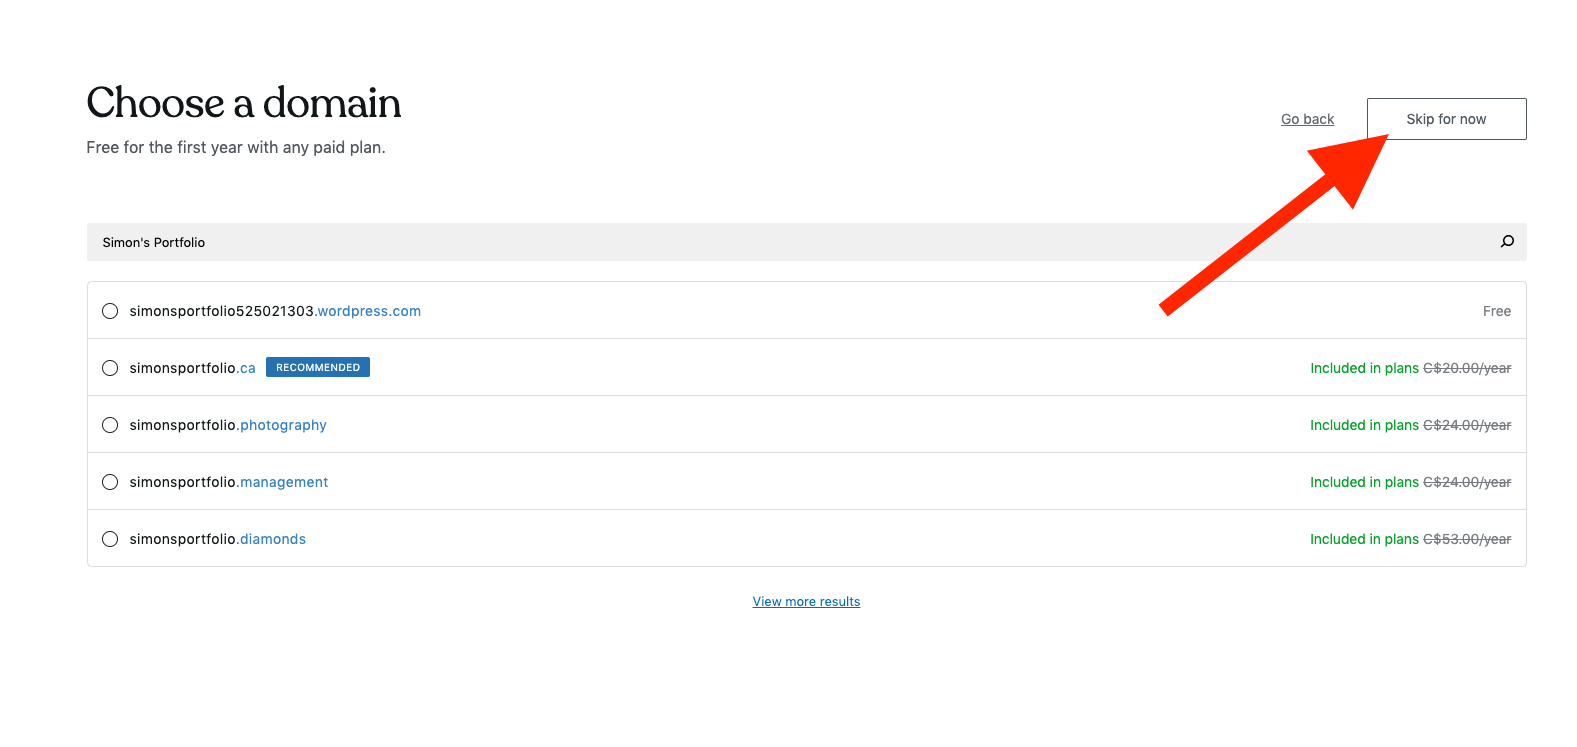 Choose a domain
Free for the first year with any paid plan.
Go back
Skip for now
Simon's Portfolio
simonsportfolio525021303.wordpress.com Free
simonsportfolio.ca RECOMMENDED Included in plans C$20.00/year
simonsportfolio.photography Included in plans C$24.00/year
simonsportfolio.management Included in plans C$24.00/year
simonsportfolio.diamonds Included in plans C$53.00/year
View more results